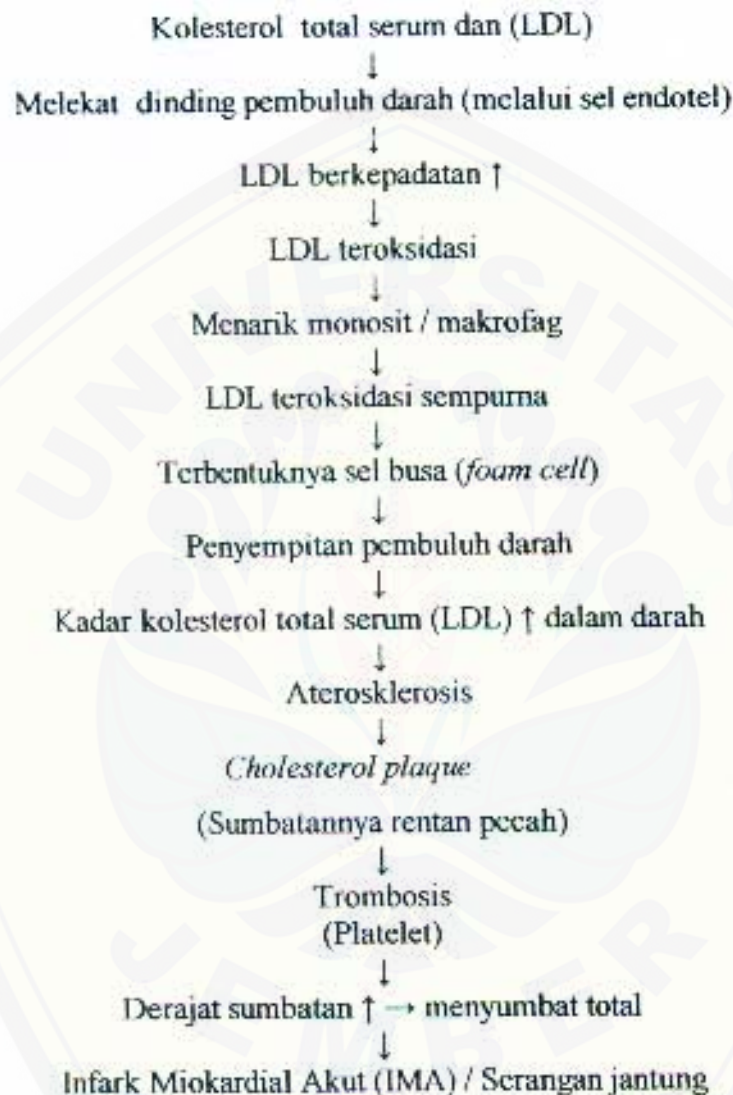 Kolesterol total serum dan (LDL)
↓
Melekat dinding pembuluh darah (melalui sel endotel)
↓
LDL berkepadatan ↑
↓
LDL teroksidasi
↓
Menarik monosit / makrofag
↓
LDL teroksidasi sempurna
↓
Terbentuknya sel busa (foam cell)
↓
Penyempitan pembuluh darah
↓
Kadar kolesterol total serum (LDL) ↑ dalam darah
↓
Aterosklerosis
↓
Cholesterol plaque
(Sumbatannya rentan pecah)
↓
Trombosis
(Platelet)
↓
Derajat sumbatan ↑ → menyumbat total
↓
Infark Miokardial Akut (IMA) / Serangan jantung
UNIVERSITAS
JEMBER